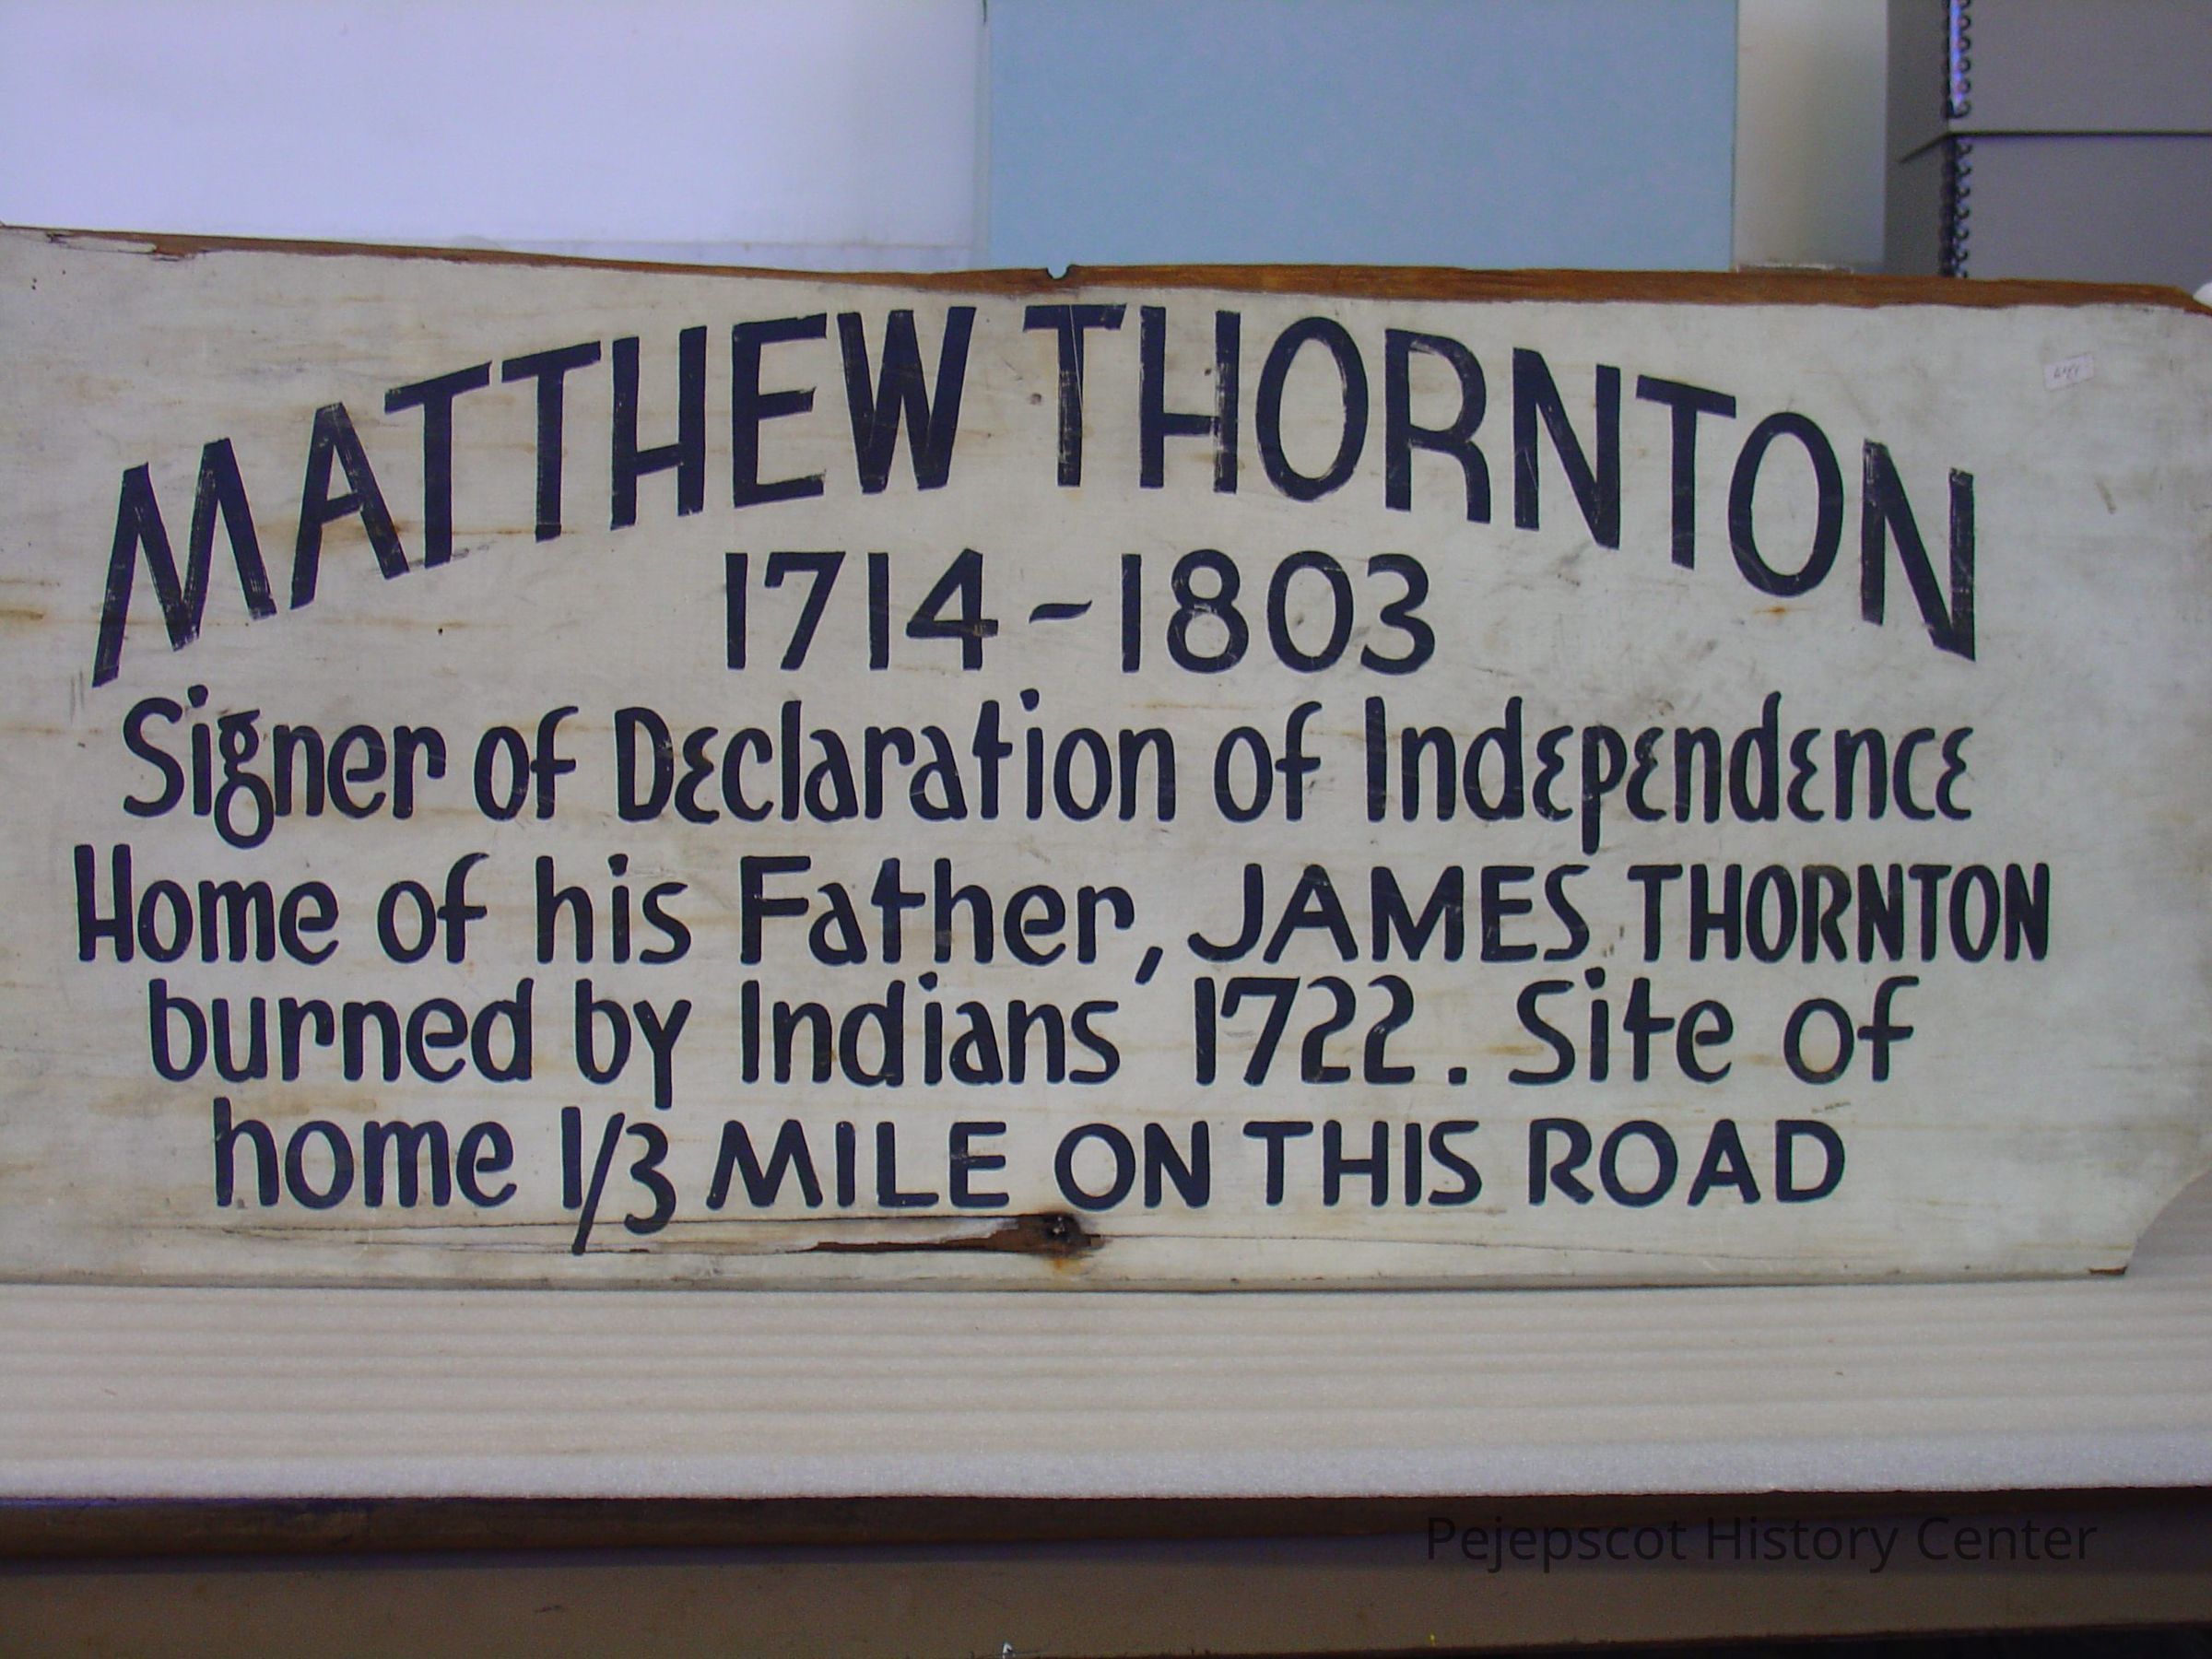 MATTHEW THORNTON
1714-1803
Signer of Declaration of Independence
Home of his Father, JAMES THORNTON
burned by Indians 1722. Site of
home 1/3 MILE ON THIS ROAD
Pejepscot History Center